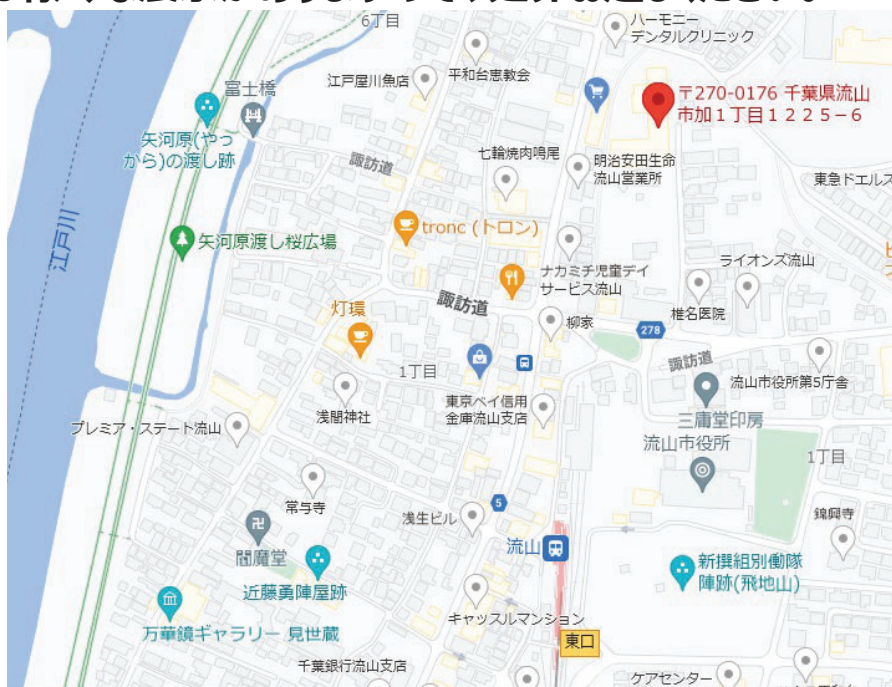 6丁目
ハーモニー
デンタルクリニック
江戸屋川魚店
平和台恵教会
富士橋
〒270-0176 千葉県流山
市加1丁目1225-6
矢河原(やっ
から)の渡し跡
諏訪道
七輪焼肉鳴尾
明治安田生命
流山営業所
東急ドエルズ
江戸川
矢河原渡し桜広場
tronc (トロン)
ナカミチ児童デイ
サービス流山
ライオンズ流山
諏訪道
灯環
柳家
278
椎名医院
1丁目
諏訪道
流山市役所第5庁舎
浅間神社
東京ベイ信用
金庫流山支店
三庸堂印房
プレミア・ステート流山
流山市役所
1丁目
常与寺
5
浅生ビル
錦興寺
閻魔堂
流山
近藤勇陣屋跡
新撰組別働隊
陣跡(飛地山)
万華鏡ギャラリー 見世蔵
キャッスルマンション
東口
千葉銀行流山支店
ケアセンター